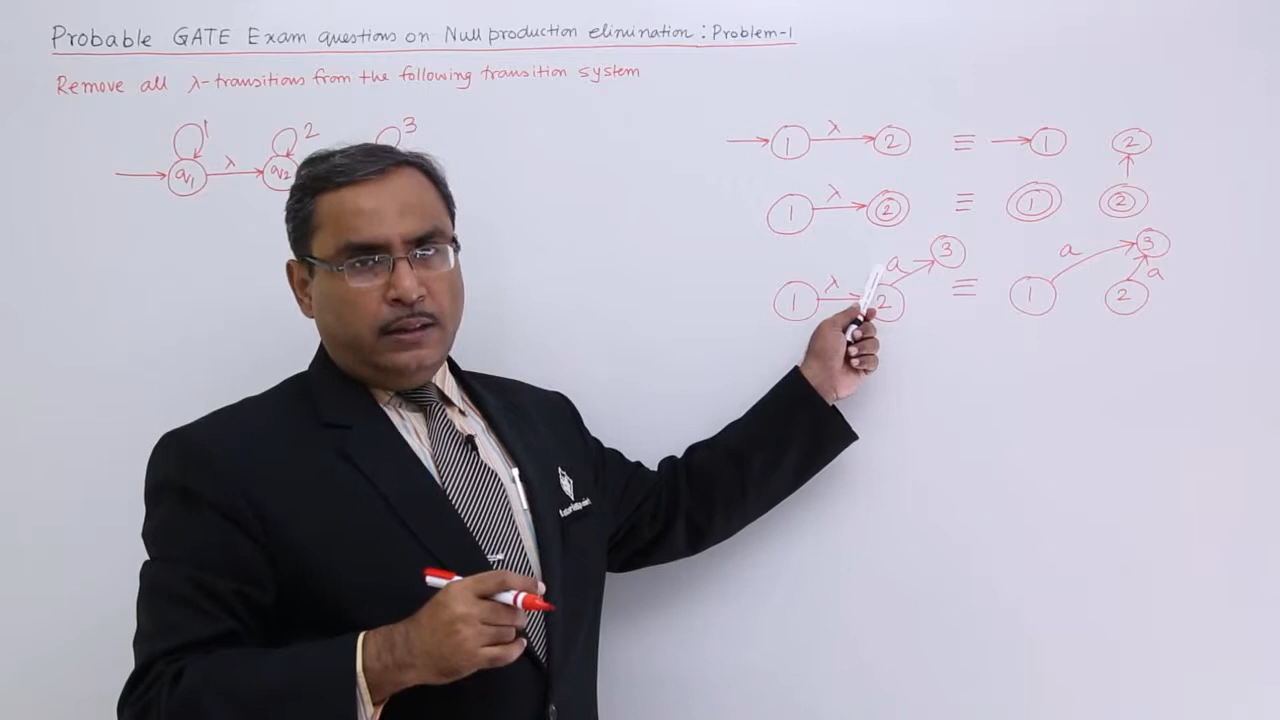 Probable GATE Exam questions on Null production elimination : Problem-1
Remove all λ-transitions from the following transition system
1 2 3
q1 λ q2
1 λ 2 ≡ 1 2
1 λ 2 ≡ 1 2
1 λ 2 a 3 ≡ 1 a 3 2 a